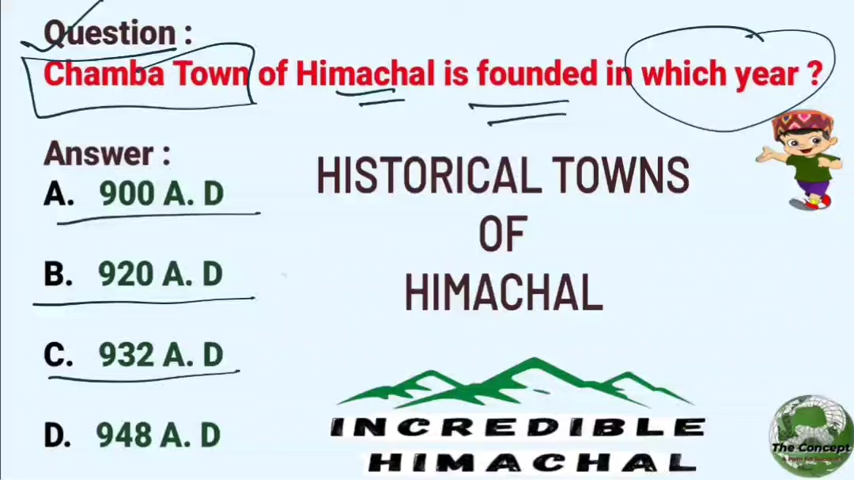 Question :
Chamba Town of Himachal is founded in which year ?
Answer :
A. 900 A. D
B. 920 A. D
C. 932 A. D
D. 948 A. D
HISTORICAL TOWNS
OF
HIMACHAL
INCREDIBLE
HIMACHAL
The Concept